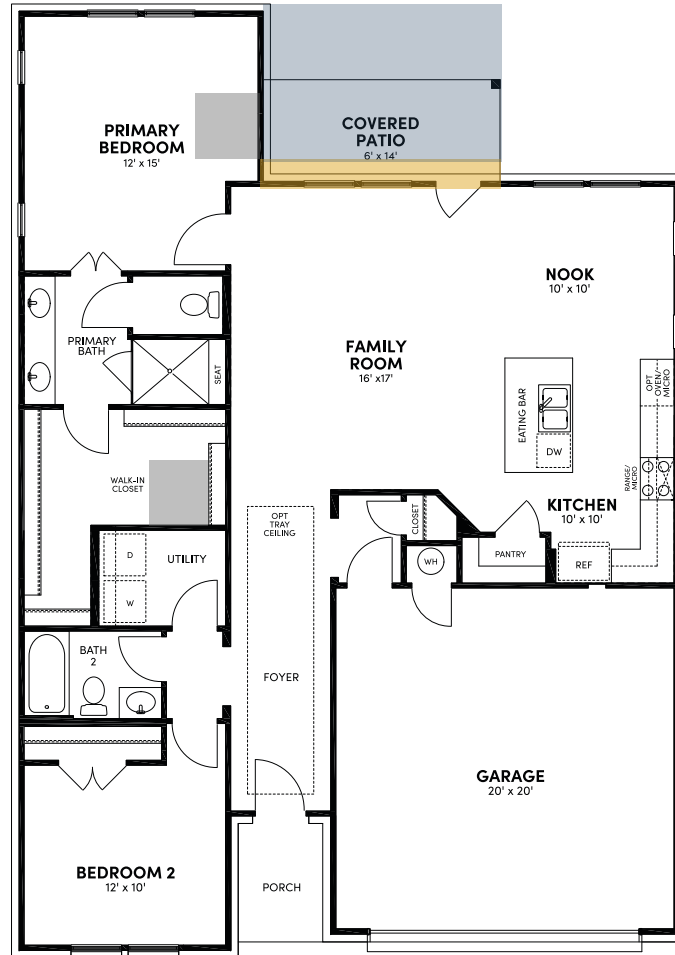 PRIMARY
BEDROOM
12' x 15'
COVERED
PATIO
6' x 14'
NOOK
10' x 10'
PRIMARY
BATH
SEAT
FAMILY
ROOM
16' x17'
EATING BAR
DW
OPT
OVEN/
MICRO
RANGE/
MICRO
KITCHEN
10' x 10'
WALK-IN
CLOSET
OPT
TRAY
CEILING
CLOSET
PANTRY
REF
WH
D
W
UTILITY
BATH
2
FOYER
GARAGE
20' x 20'
BEDROOM 2
12' x 10'
PORCH